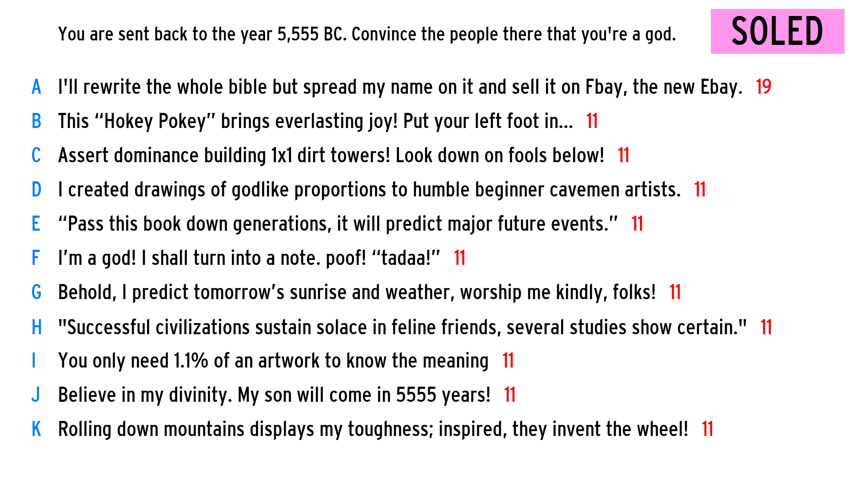 You are sent back to the year 5,555 BC. Convince the people there that you're a god.
SOLED
A I'll rewrite the whole bible but spread my name on it and sell it on Fbay, the new Ebay. 19
B This “Hokey Pokey” brings everlasting joy! Put your left foot in... 11
C Assert dominance building 1x1 dirt towers! Look down on fools below! 11
D I created drawings of godlike proportions to humble beginner cavemen artists. 11
E “Pass this book down generations, it will predict major future events.” 11
F I’m a god! I shall turn into a note. poof! “tadaa!” 11
G Behold, I predict tomorrow’s sunrise and weather, worship me kindly, folks! 11
H "Successful civilizations sustain solace in feline friends, several studies show certain." 11
I You only need 1.1% of an artwork to know the meaning 11
J Believe in my divinity. My son will come in 5555 years! 11
K Rolling down mountains displays my toughness; inspired, they invent the wheel! 11